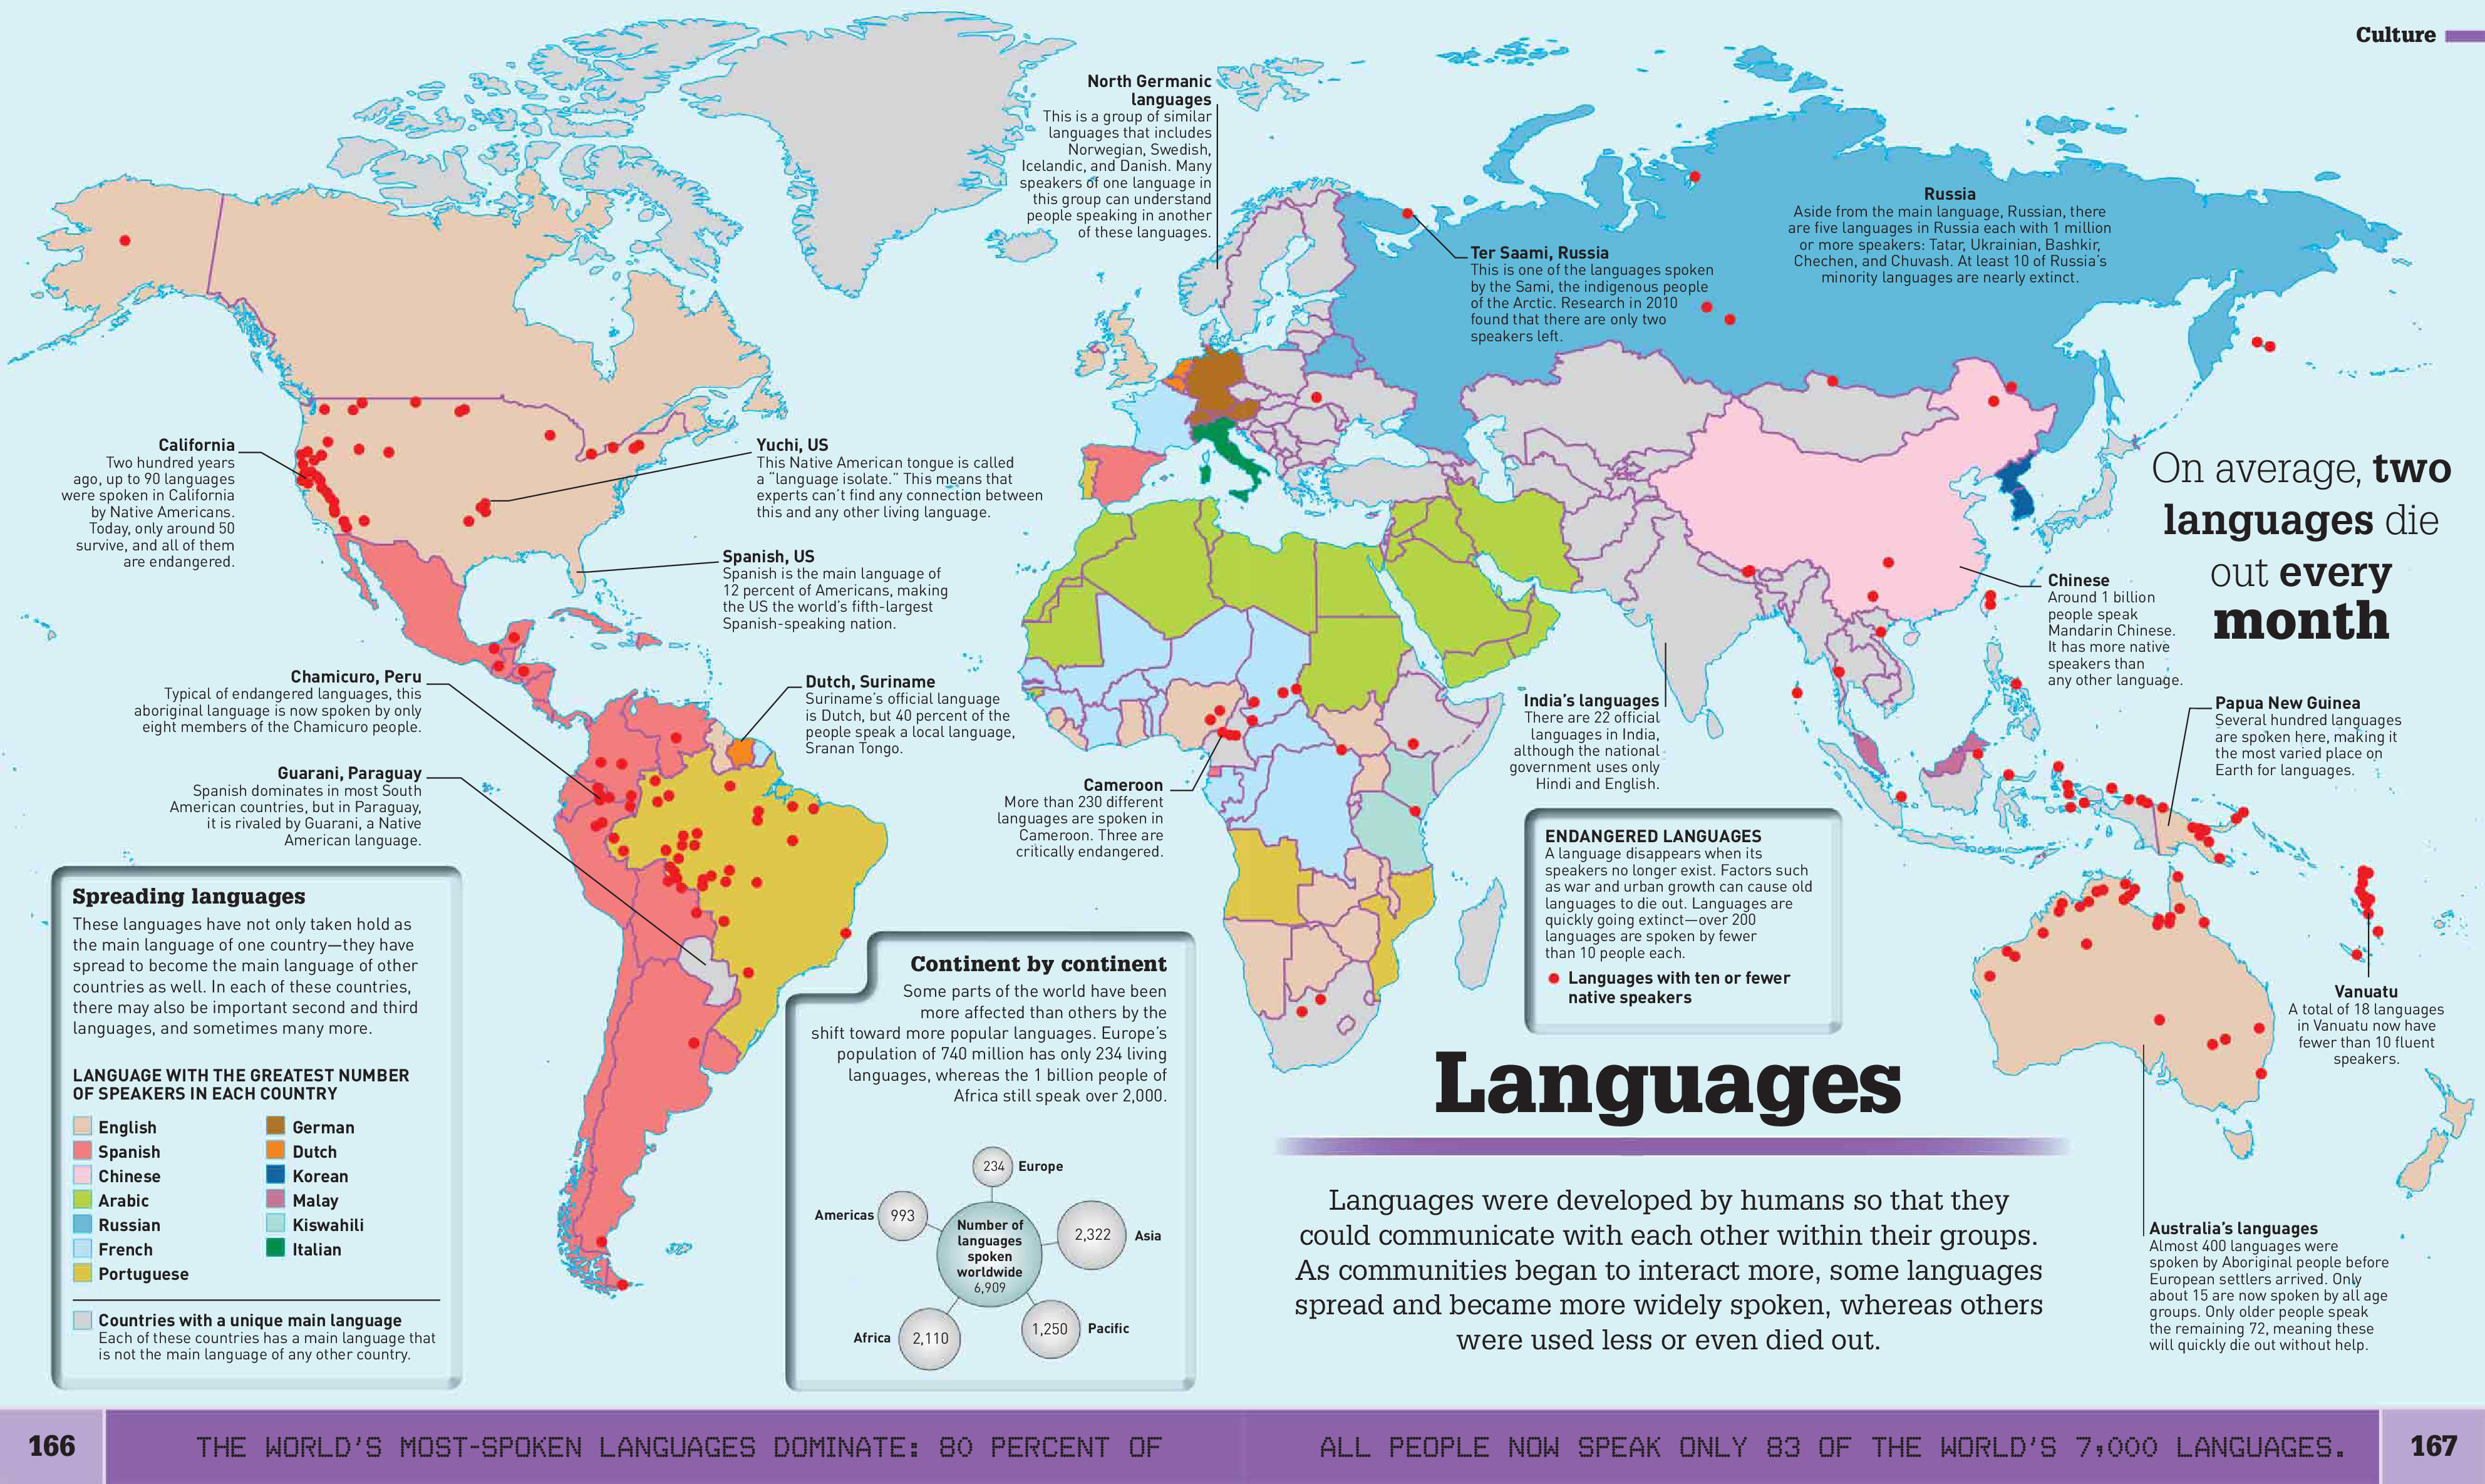 Culture
North Germanic
languages
This is a group of similar
languages that includes
Norwegian, Swedish,
Icelandic, and Danish. Many
speakers of one language in
this group can understand
people speaking in another
of these languages.
Ter Saami, Russia
This is one of the languages spoken
by the Sami, the indigenous people
of the Arctic. Research in 2010
found that there are only two
speakers left.
Russia
Aside from the main language, Russian, there
are five languages in Russia each with 1 million
or more speakers: Tatar, Ukrainian, Bashkir,
Chechen, and Chuvash. At least 10 of Russia's
minority languages are nearly extinct.
California
Two hundred years
ago, up to 90 languages
were spoken in California
by Native Americans.
Today, only around 50
survive, and all of them
are endangered.
Yuchi, US
This Native American tongue is called
a "language isolate." This means that
experts can't find any connection between
this and any other living language.
Spanish, US
Spanish is the main language of
12 percent of Americans, making
the US the world's fifth-largest
Spanish-speaking nation.
On average, two
languages die
out every
month
Chinese
Around 1 billion
people speak
Mandarin Chinese.
It has more native
speakers than
any other language.
Chamicuro, Peru
Typical of endangered languages, this
aboriginal language is now spoken by only
eight members of the Chamicuro people.
Dutch, Suriname
Suriname's official language
is Dutch, but 40 percent of the
people speak a local language,
Sranan Tongo.
Guarani, Paraguay
Spanish dominates in most South
American countries, but in Paraguay,
it is rivaled by Guarani, a Native
American language.
Cameroon
More than 230 different
languages are spoken in
Cameroon. Three are
critically endangered.
India's languages
There are 22 official
languages in India,
although the national
government uses only
Hindi and English.
Papua New Guinea
Several hundred languages
are spoken here, making it
the most varied place on
Earth for languages.
ENDANGERED LANGUAGES
A language disappears when its
speakers no longer exist. Factors such
as war and urban growth can cause old
languages to die out. Languages are
quickly going extinct—over 200
languages are spoken by fewer
than 10 people each.
Languages with ten or fewer
native speakers
Vanuatu
A total of 18 languages
in Vanuatu now have
fewer than 10 fluent
speakers.
Spreading languages
These languages have not only taken hold as
the main language of one country—they have
spread to become the main language of other
countries as well. In each of these countries,
there may also be important second and third
languages, and sometimes many more.
LANGUAGE WITH THE GREATEST NUMBER
OF SPEAKERS IN EACH COUNTRY
English
Spanish
Chinese
Arabic
Russian
French
Portuguese
German
Dutch
Korean
Malay
Kiswahili
Italian
Countries with a unique main language
Each of these countries has a main language that
is not the main language of any other country.
Continent by continent
Some parts of the world have been
more affected than others by the
shift toward more popular languages. Europe's
population of 740 million has only 234 living
languages, whereas the 1 billion people of
Africa still speak over 2,000.
234 Europe
Americas 993
Number of
languages
spoken
worldwide
6,909
2,322 Asia
Africa 2,110
1,250 Pacific
Languages
Languages were developed by humans so that they
could communicate with each other within their groups.
As communities began to interact more, some languages
spread and became more widely spoken, whereas others
were used less or even died out.
Australia's languages
Almost 400 languages were
spoken by Aboriginal people before
European settlers arrived. Only
about 15 are now spoken by all age
groups. Only older people speak
the remaining 72, meaning these
will quickly die out without help.
166
THE WORLD'S MOST-SPOKEN LANGUAGES DOMINATE: 80 PERCENT OF
ALL PEOPLE NOW SPEAK ONLY 83 OF THE WORLD'S 7,000 LANGUAGES.
167